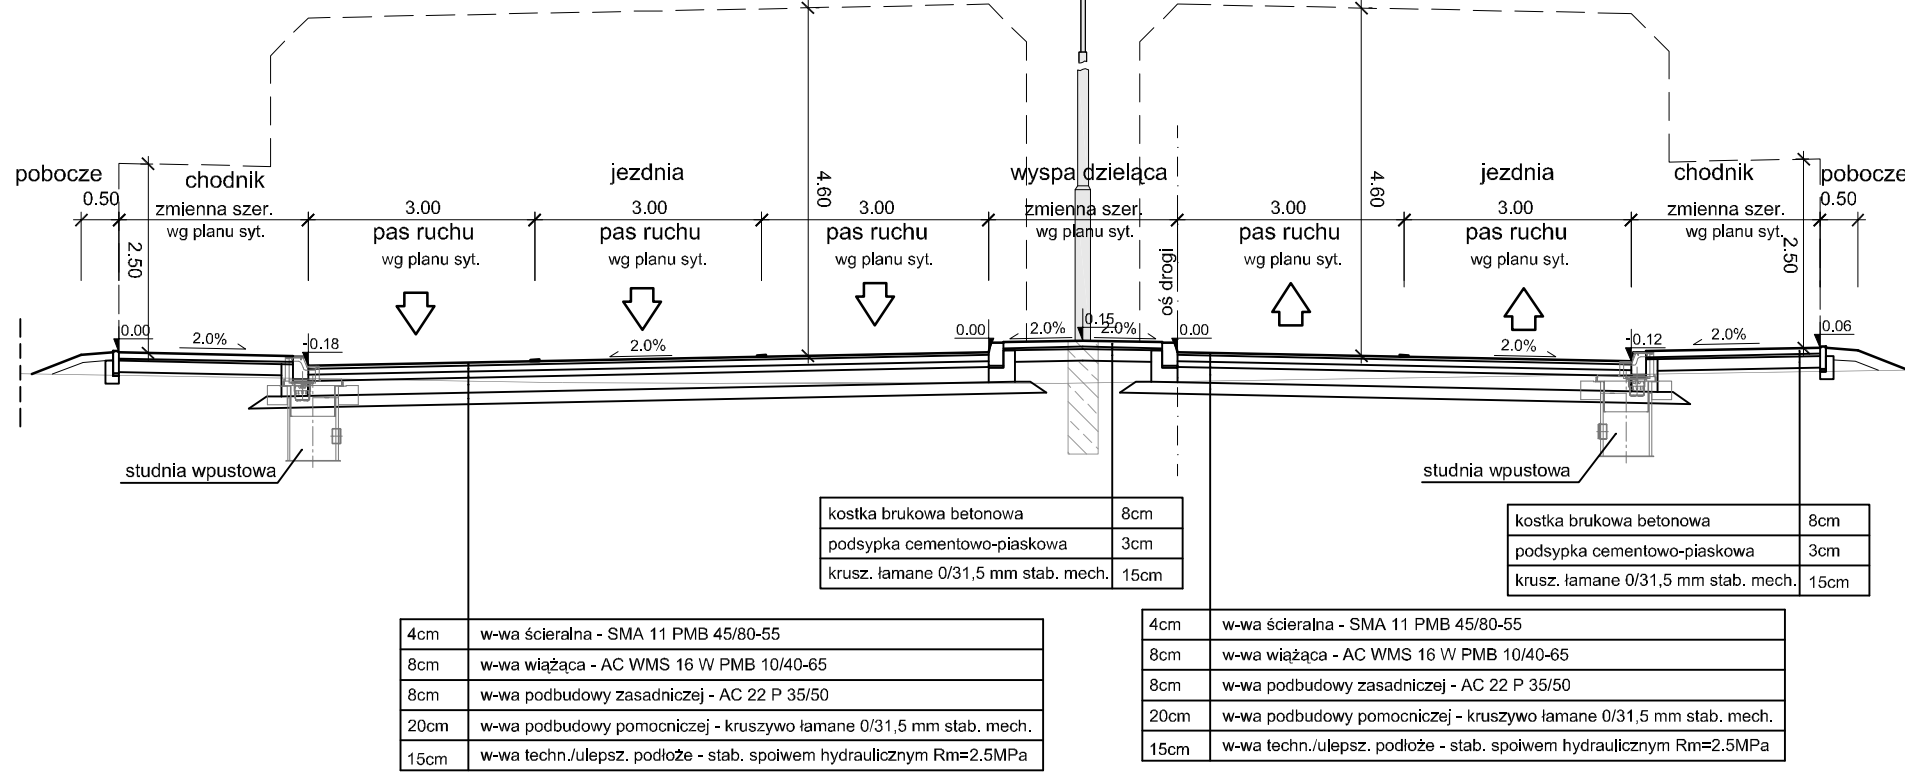 pobocze
chodnik
jezdnia
wyspa dzieląca
jezdnia
chodnik
pobocze
0.50
zmienna szer.
wg planu syt.
3.00
pas ruchu
wg planu syt.
3.00
pas ruchu
wg planu syt.
3.00
pas ruchu
wg planu syt.
4.60
zmienna szer.
wg planu syt.
oś drogi
3.00
pas ruchu
wg planu syt.
4.60
3.00
pas ruchu
wg planu syt.
zmienna szer.
wg planu syt.
0.50
2.50
2.50
0.00
2.0%
-0.18
2.0%
0.00
2.0%
0.15
2.0%
0.00
2.0%
-0.12
2.0%
0.06
studnia wpustowa
studnia wpustowa
kostka brukowa betonowa 8cm
podsypka cementowo-piaskowa 3cm
krusz. łamane 0/31,5 mm stab. mech. 15cm
kostka brukowa betonowa 8cm
podsypka cementowo-piaskowa 3cm
krusz. łamane 0/31,5 mm stab. mech. 15cm
4cm w-wa ścieralna - SMA 11 PMB 45/80-55
8cm w-wa wiążąca - AC WMS 16 W PMB 10/40-65
8cm w-wa podbudowy zasadniczej - AC 22 P 35/50
20cm w-wa podbudowy pomocniczej - kruszywo łamane 0/31,5 mm stab. mech.
15cm w-wa techn./ulepsz. podłoże - stab. spoiwem hydraulicznym Rm=2.5MPa
4cm w-wa ścieralna - SMA 11 PMB 45/80-55
8cm w-wa wiążąca - AC WMS 16 W PMB 10/40-65
8cm w-wa podbudowy zasadniczej - AC 22 P 35/50
20cm w-wa podbudowy pomocniczej - kruszywo łamane 0/31,5 mm stab. mech.
15cm w-wa techn./ulepsz. podłoże - stab. spoiwem hydraulicznym Rm=2.5MPa